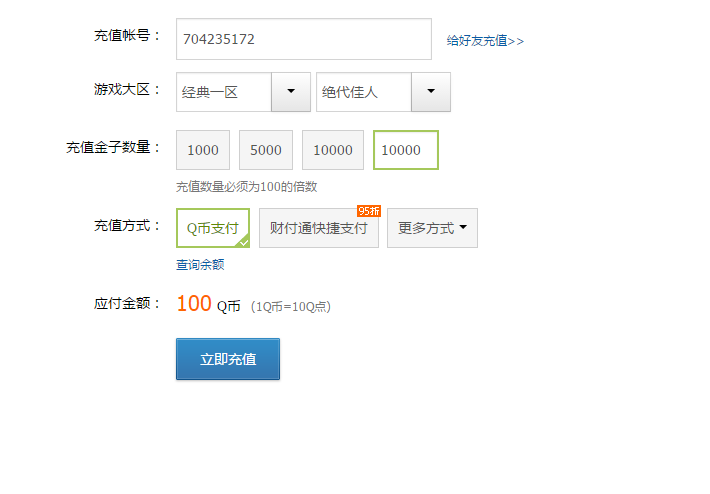 充值帐号： 704235172 给好友充值>>
游戏大区： 经典一区 绝代佳人
充值金子数量： 1000 5000 10000 10000
充值数量必须为100的倍数
95折
充值方式： Q币支付 财付通快捷支付 更多方式
查询余额
应付金额： 100 Q币 （1Q币=10Q点）
立即充值